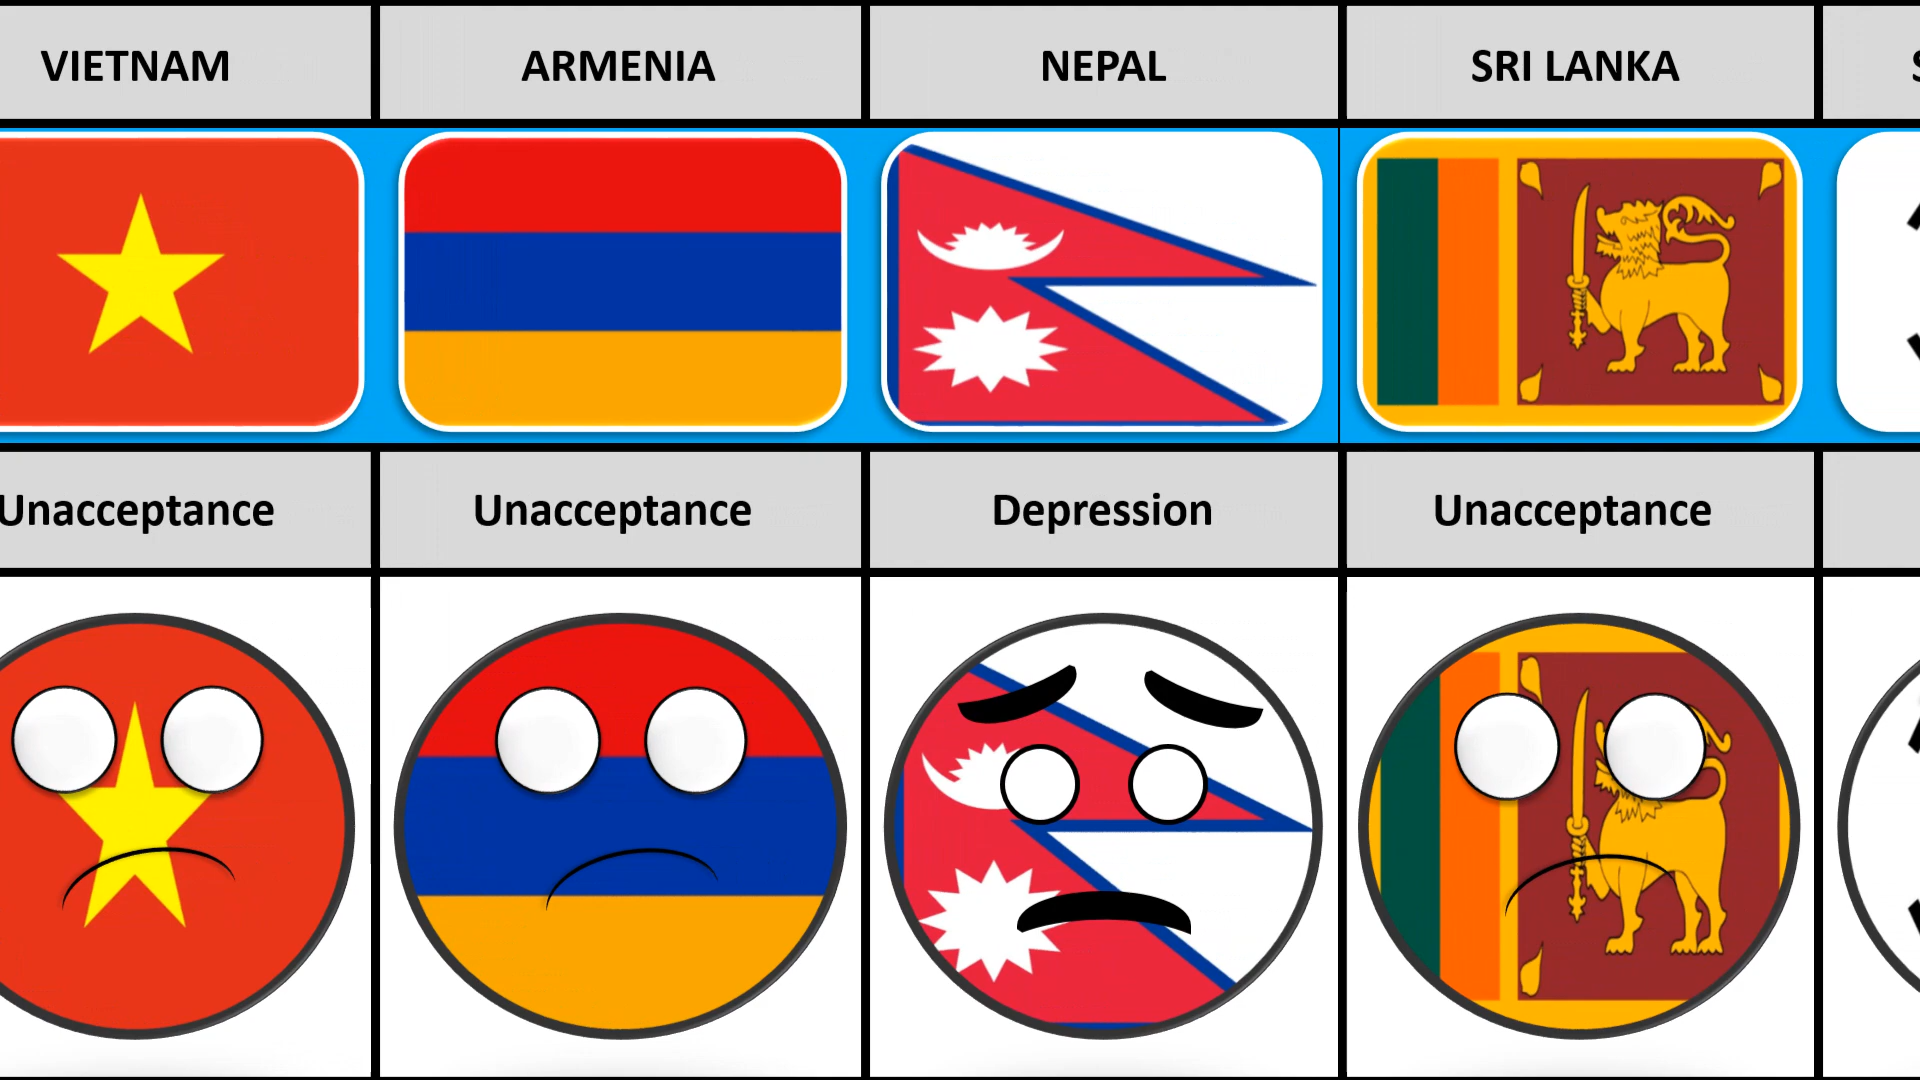 VIETNAM
ARMENIA
NEPAL
SRI LANKA
Unacceptance
Unacceptance
Depression
Unacceptance